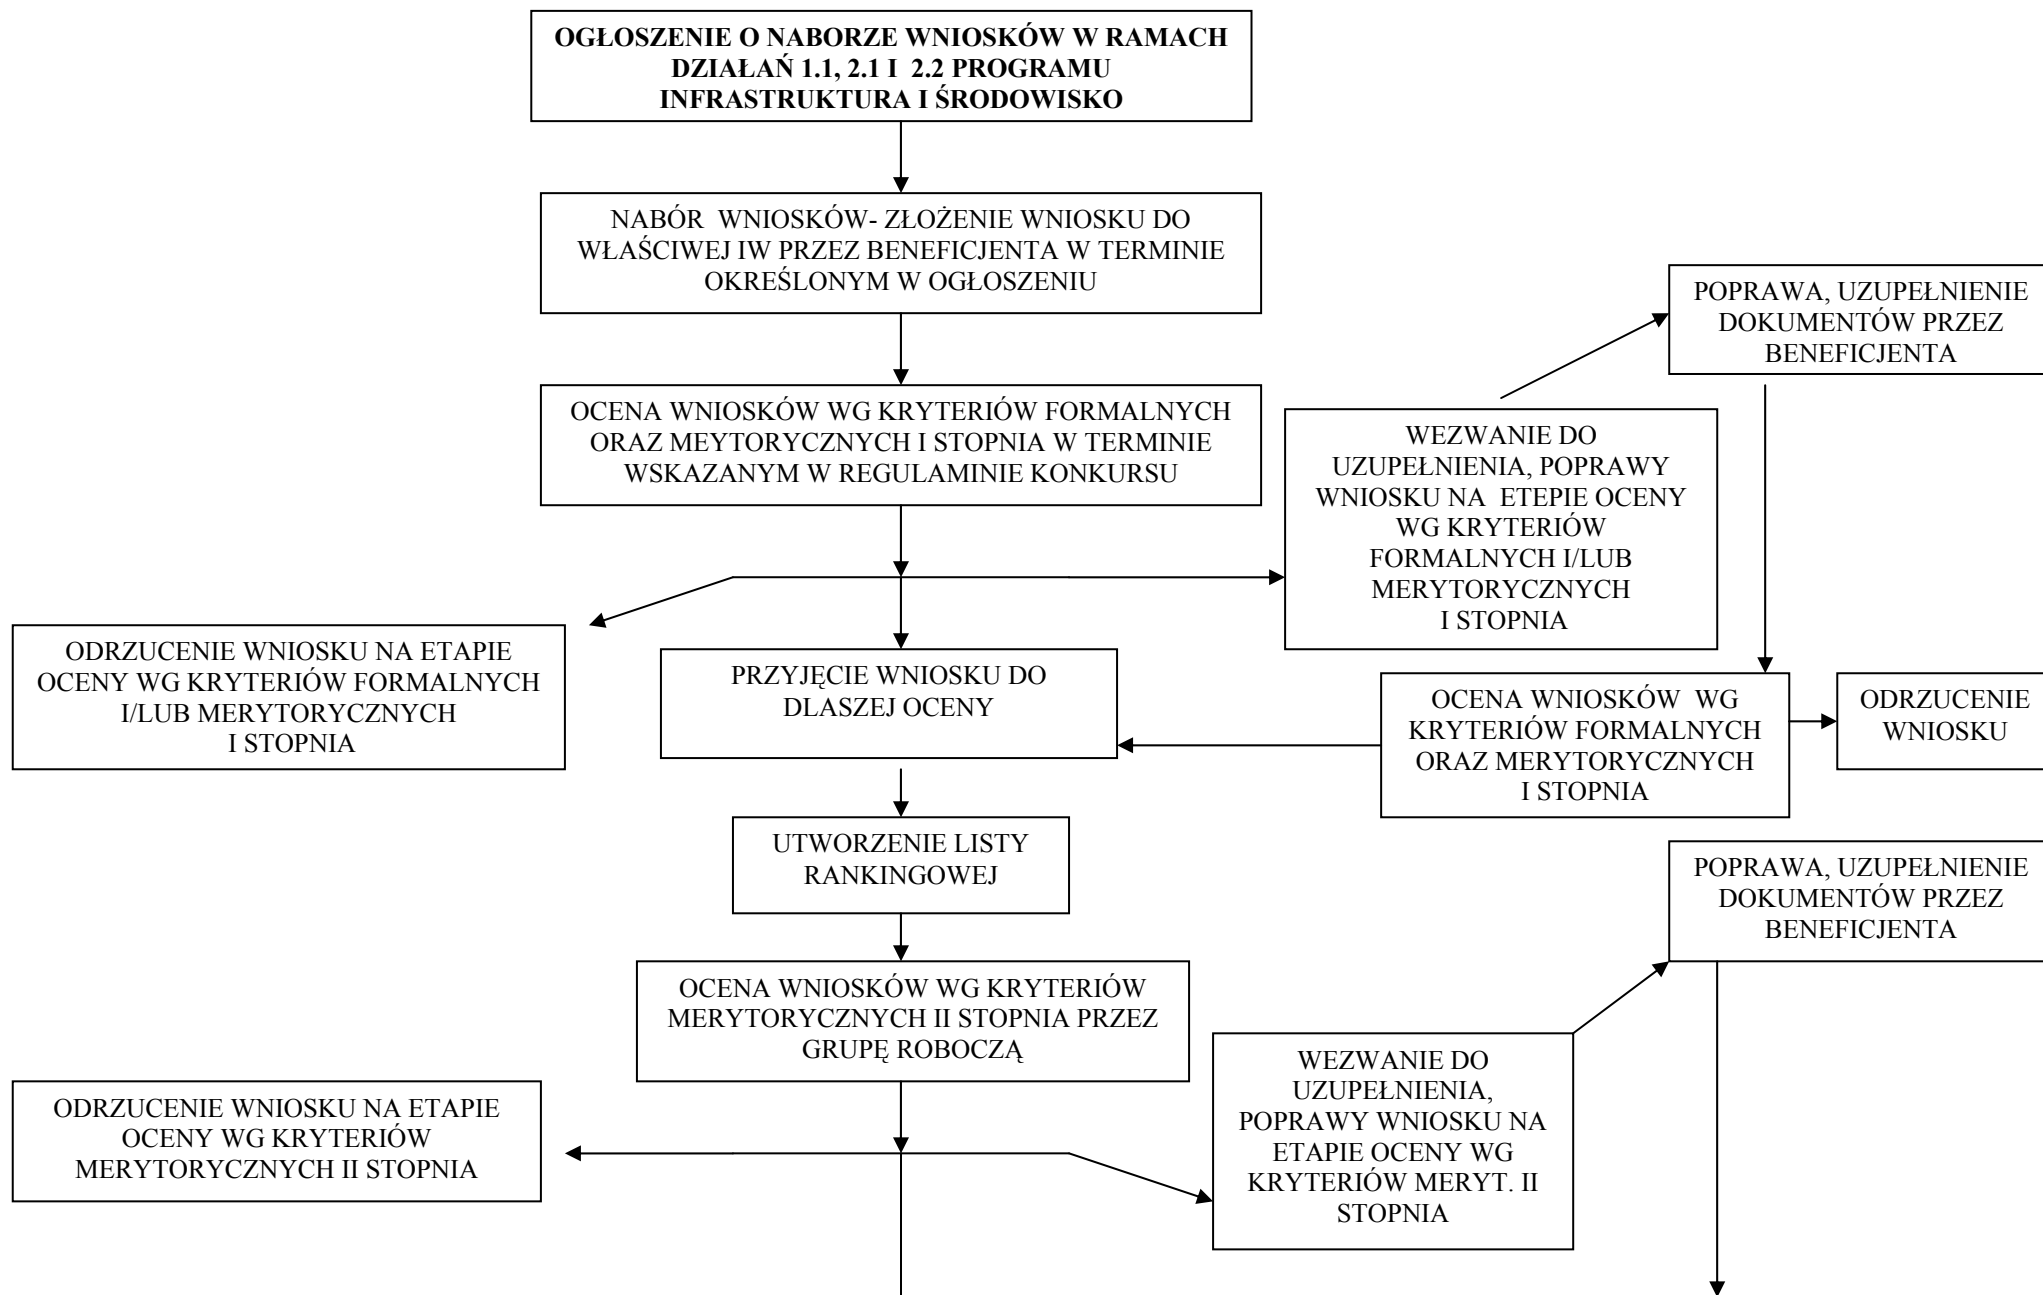 OGŁOSZENIE O NABORZE WNIOSKÓW W RAMACH
DZIAŁAŃ 1.1, 2.1 I 2.2 PROGRAMU
INFRASTRUKTURA I ŚRODOWISKO
NABÓR WNIOSKÓW- ZŁOŻENIE WNIOSKU DO
WŁAŚCIWEJ IW PRZEZ BENEFICJENTA W TERMINIE
OKREŚLONYM W OGŁOSZENIU
POPRAWA, UZUPEŁNIENIE
DOKUMENTÓW PRZEZ
BENEFICJENTA
OCENA WNIOSKÓW WG KRYTERIÓW FORMALNYCH
ORAZ MEYTORYCZNYCH I STOPNIA W TERMINIE
WSKAZANYM W REGULAMINIE KONKURSU
WEZWANIE DO
UZUPEŁNIENIA, POPRAWY
WNIOSKU NA ETEPIE OCENY
WG KRYTERIÓW
FORMALNYCH I/LUB
MERYTORYCZNYCH
I STOPNIA
ODRZUCENIE WNIOSKU NA ETAPIE
OCENY WG KRYTERIÓW FORMALNYCH
I/LUB MERYTORYCZNYCH
I STOPNIA
PRZYJĘCIE WNIOSKU DO
DLASZEJ OCENY
OCENA WNIOSKÓW WG
KRYTERIÓW FORMALNYCH
ORAZ MERYTORYCZNYCH
I STOPNIA
ODRZUCENIE
WNIOSKU
UTWORZENIE LISTY
RANKINGOWEJ
POPRAWA, UZUPEŁNIENIE
DOKUMENTÓW PRZEZ
BENEFICJENTA
OCENA WNIOSKÓW WG KRYTERIÓW
MERYTORYCZNYCH II STOPNIA PRZEZ
GRUPĘ ROBOCZĄ
WEZWANIE DO
UZUPEŁNIENIA,
POPRAWY WNIOSKU NA
ETAPIE OCENY WG
KRYTERIÓW MERYT. II
STOPNIA
ODRZUCENIE WNIOSKU NA ETAPIE
OCENY WG KRYTERIÓW
MERYTORYCZNYCH II STOPNIA